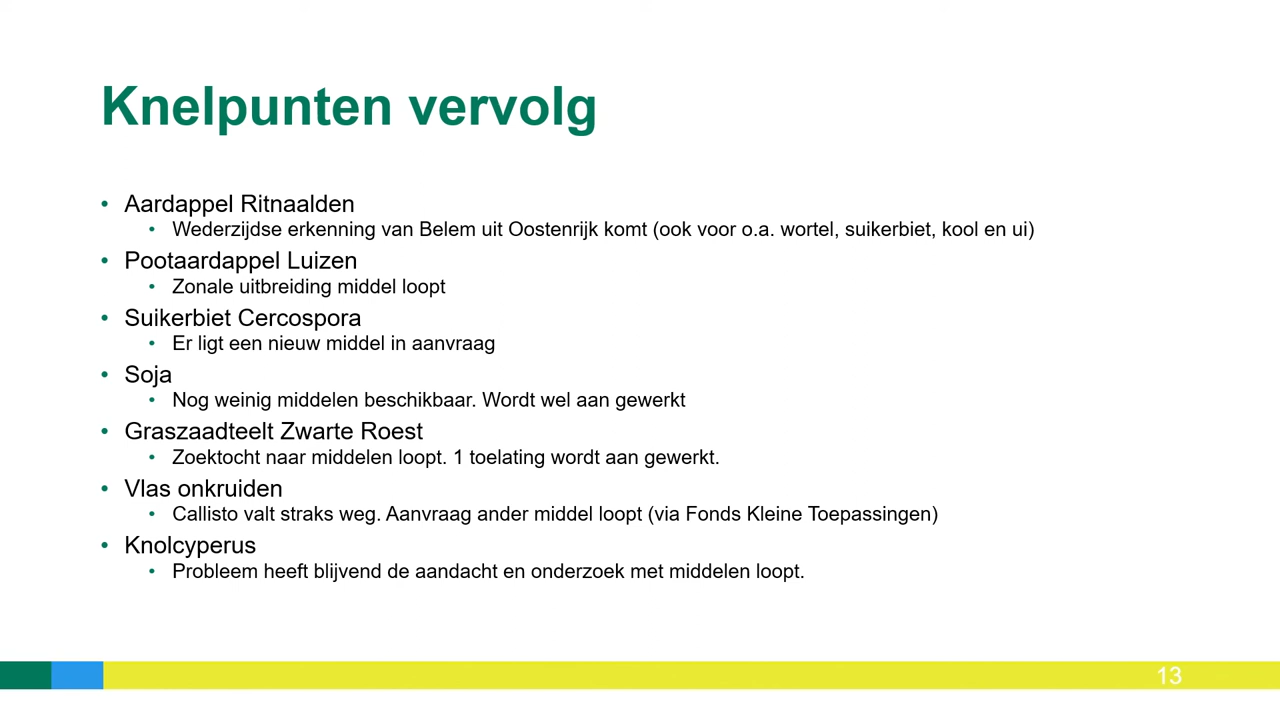 Knelpunten vervolg
• Aardappel Ritnaalden
• Wederzijdse erkenning van Belem uit Oostenrijk komt (ook voor o.a. wortel, suikerbiet, kool en ui)
• Pootaardappel Luizen
• Zonale uitbreiding middel loopt
• Suikerbiet Cercospora
• Er ligt een nieuw middel in aanvraag
• Soja
• Nog weinig middelen beschikbaar. Wordt wel aan gewerkt
• Graszaadteelt Zwarte Roest
• Zoektocht naar middelen loopt. 1 toelating wordt aan gewerkt.
• Vlas onkruiden
• Callisto valt straks weg. Aanvraag ander middel loopt (via Fonds Kleine Toepassingen)
• Knolcyperus
• Probleem heeft blijvend de aandacht en onderzoek met middelen loopt.
13